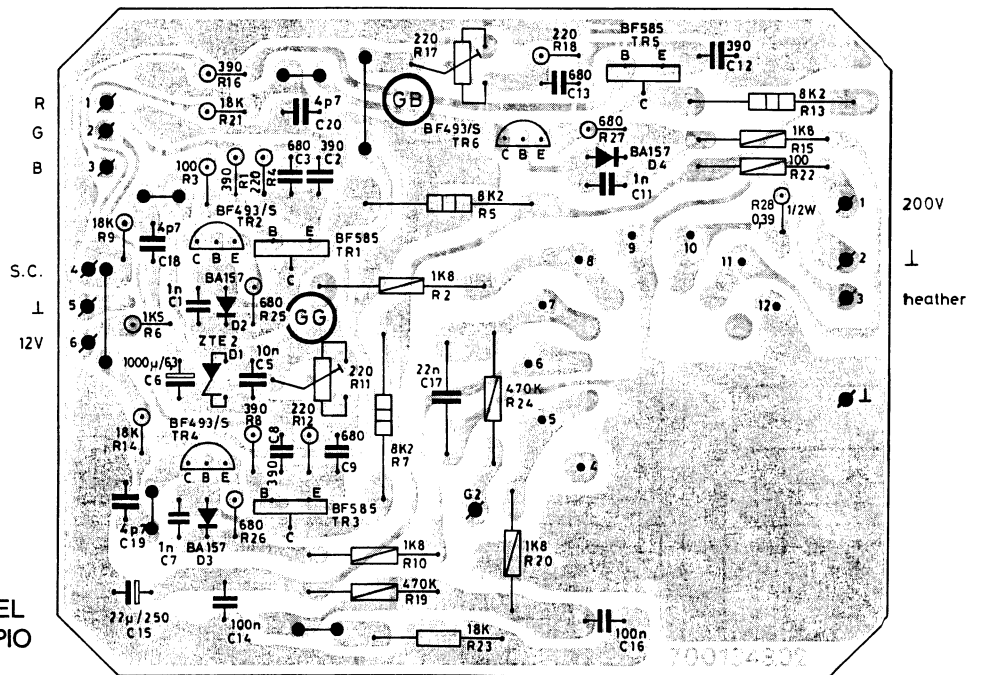 220
R17
220
R18
BF585
TR5
B E
C
390
C12
390
R16
680
C13
8K2
R13
R
1
18K
R21
4p7
C20
GB
G
2
BF493/S
TR6
C B E
680
R27
1K8
R15
B
3
100
R3
390
R1
220
R4
680
C3
390
C2
BA157
D4
100
R22
1n
C11
8K2
R5
R28
0,39
1/2W
1
200V
18K
R9
4p7
C18
BF493/S
TR2
C B E
B E
BF585
TR1
C
9
10
S.C.
4
8
11
2
⊥
1n
C1
BA157
D2
680
R25
1K8
R2
⊥
5
GG
7
12
3
heather
1K5
R6
12V
6
ZTE 2
D1
1000µ/63
C6
10n
C5
220
R11
22n
C17
6
470K
R24
⊥
18K
R14
BF493/S
TR4
C B E
390
R8
C8
390
220
R12
680
C9
8K2
R7
5
4
4p7
C19
1n
C7
BA157
D3
680
R26
B E
BF585
TR3
C
G2
1K8
R10
1K8
R20
22µ/250
C15
100n
C14
470K
R19
EL
PIO
18K
R23
100n
C16
700134902